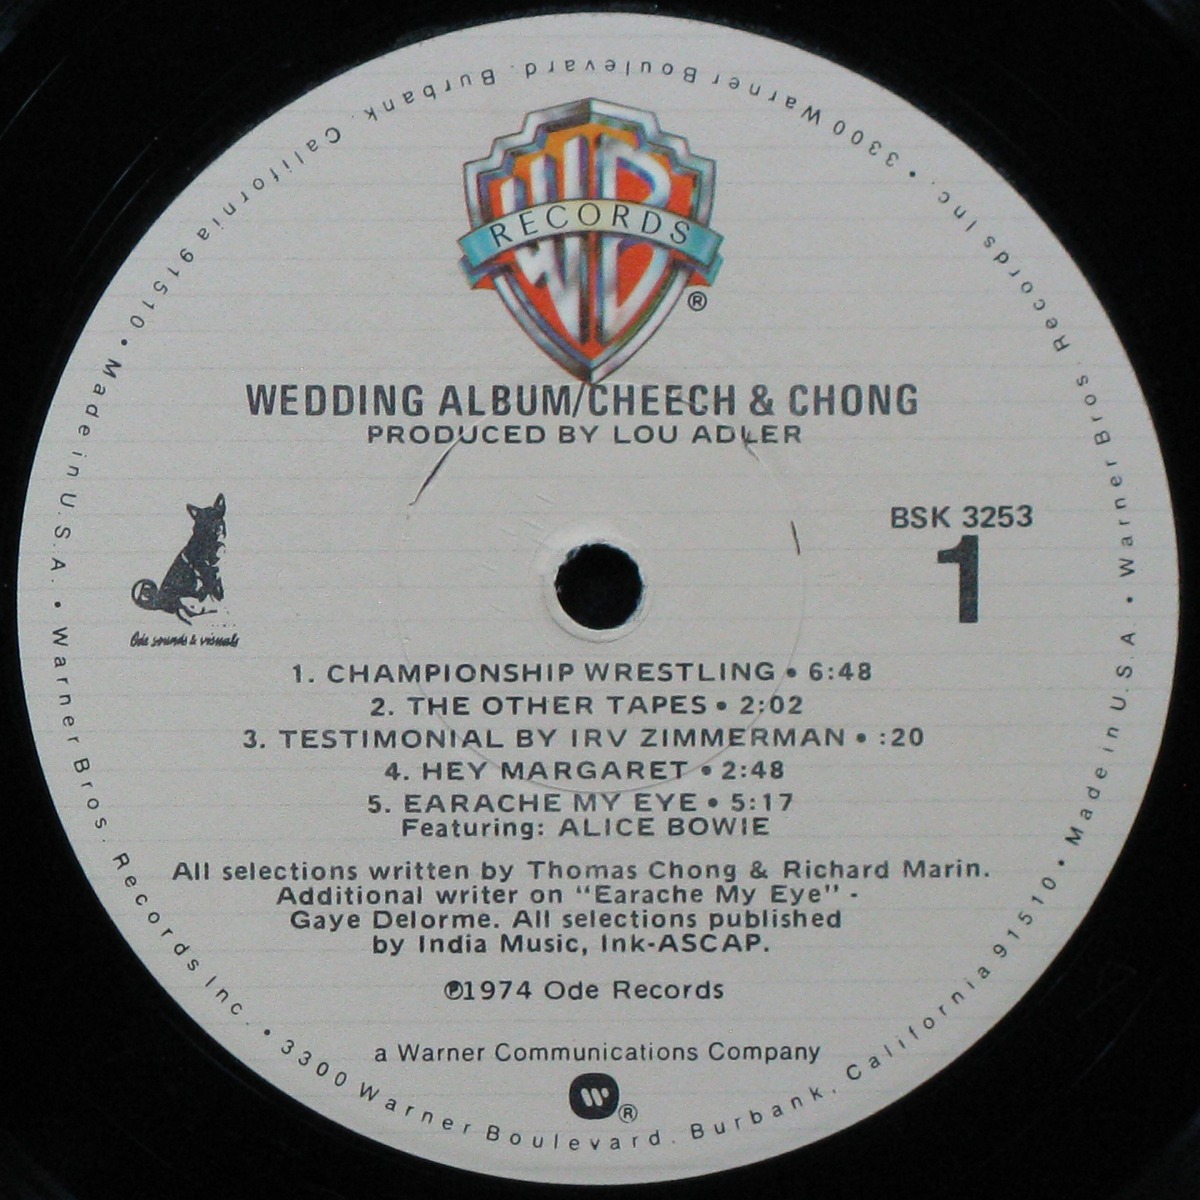 WB
RECORDS
®
WEDDING ALBUM/CHEECH & CHONG
PRODUCED BY LOU ADLER
BSK 3253
1
Ode sounds & visuals
1. CHAMPIONSHIP WRESTLING • 6:48
2. THE OTHER TAPES • 2:02
3. TESTIMONIAL BY IRV ZIMMERMAN • :20
4. HEY MARGARET • 2:48
5. EARACHE MY EYE • 5:17
Featuring: ALICE BOWIE
All selections written by Thomas Chong & Richard Marin.
Additional writer on “Earache My Eye” -
Gaye Delorme. All selections published
by India Music, Ink-ASCAP.
℗1974 Ode Records
a Warner Communications Company
®
Warner Bros. Records Inc. • 3300 Warner Boulevard. Burbank. California 91510 • Made in U.S.A. •
Warner Bros. Records Inc. • 3300 Warner Boulevard. Burbank. California 91510 • Made in U.S.A. •